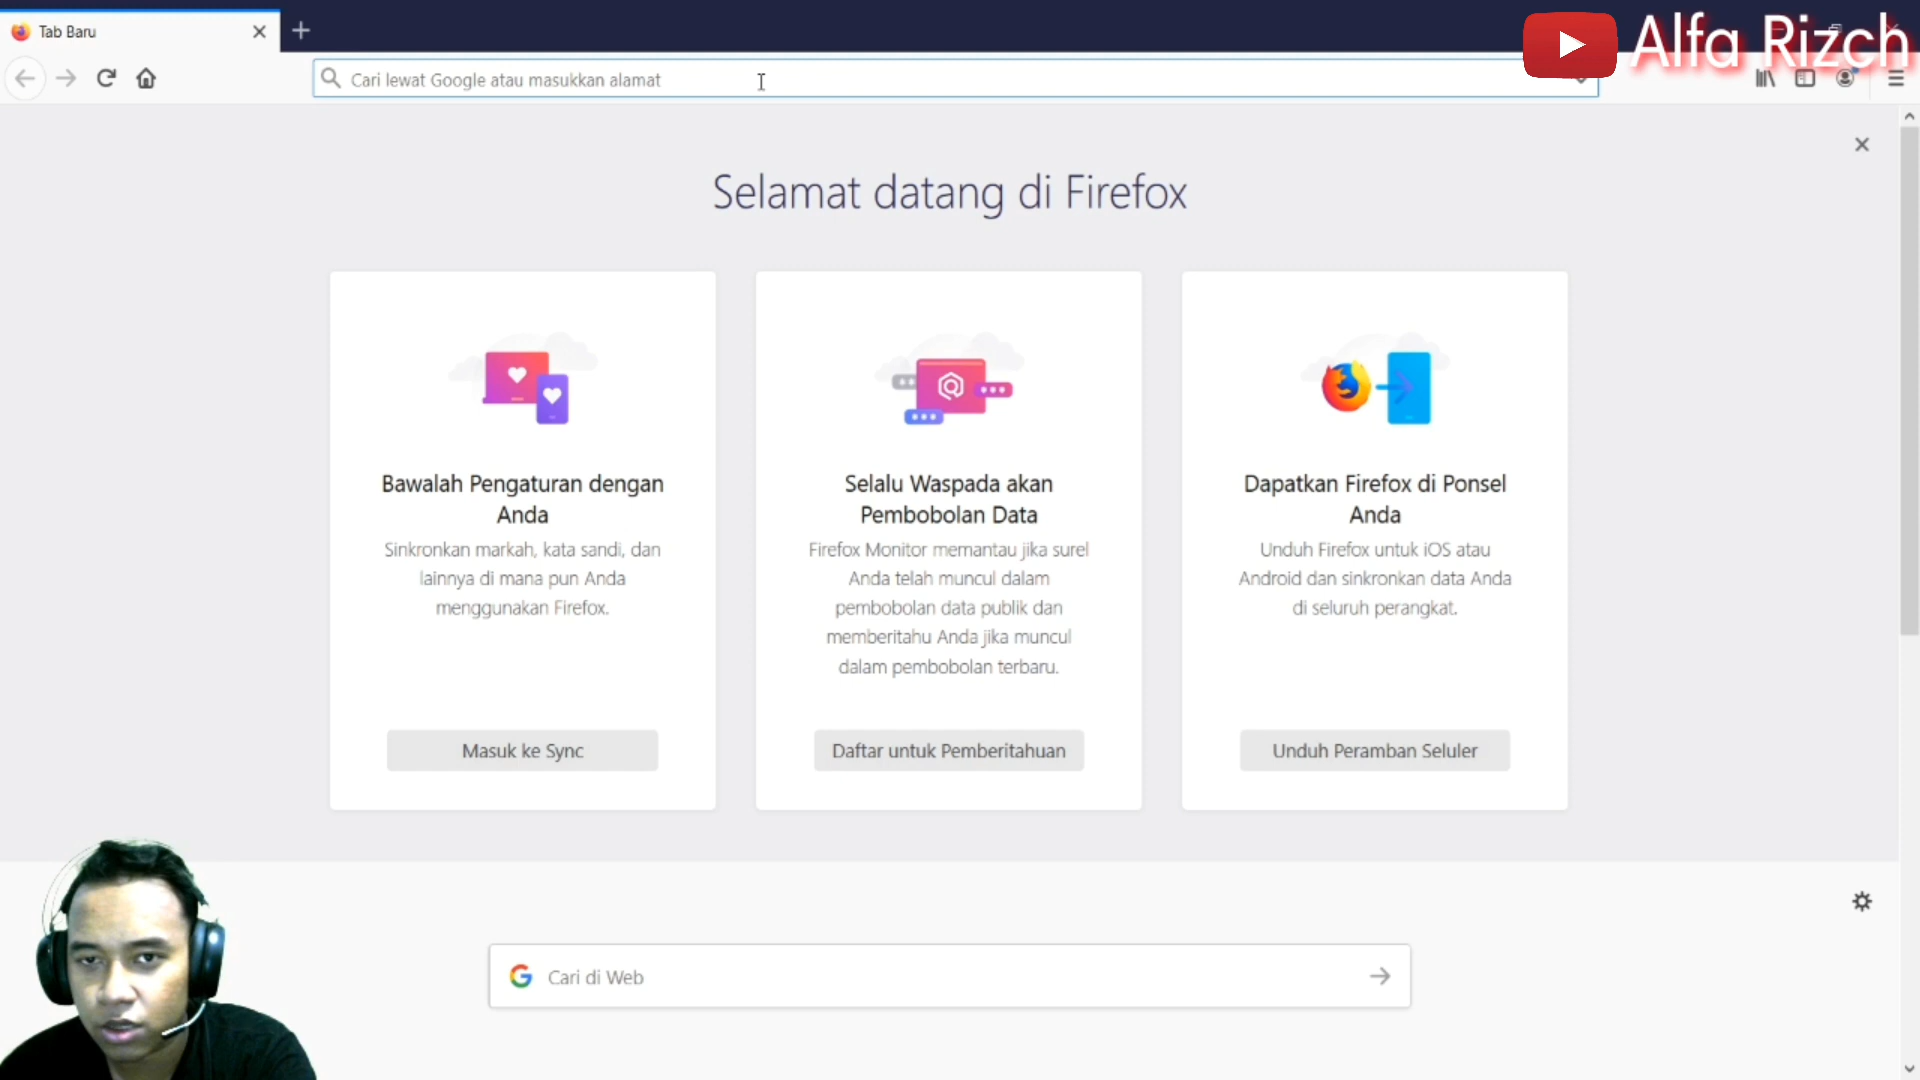 Tab Baru
Alfa Rizch
Cari lewat Google atau masukkan alamat
Selamat datang di Firefox
Bawalah Pengaturan dengan
Anda
Sinkronkan markah, kata sandi, dan
lainnya di mana pun Anda
menggunakan Firefox.
Masuk ke Sync
Selalu Waspada akan
Pembobolan Data
Firefox Monitor memantau jika surel
Anda telah muncul dalam
pembobolan data publik dan
memberitahu Anda jika muncul
dalam pembobolan terbaru.
Daftar untuk Pemberitahuan
Dapatkan Firefox di Ponsel
Anda
Unduh Firefox untuk iOS atau
Android dan sinkronkan data Anda
di seluruh perangkat.
Unduh Peramban Seluler
Cari di Web